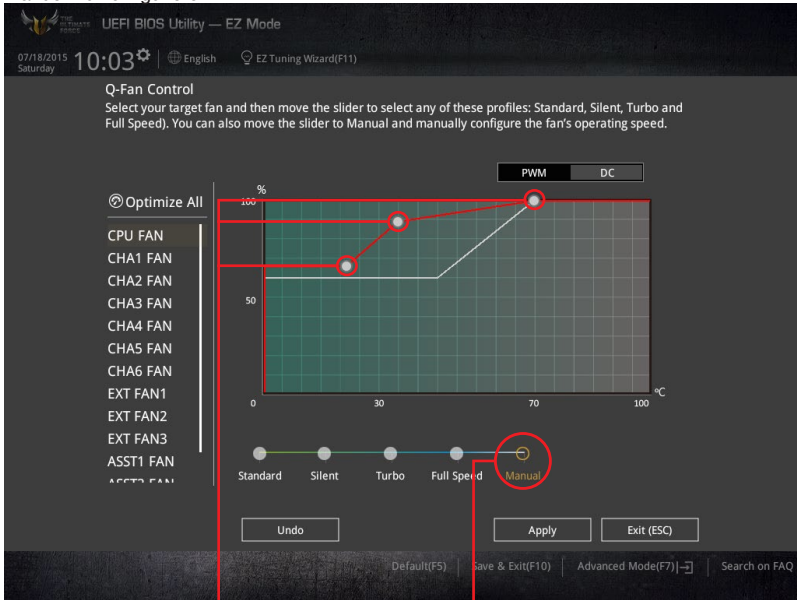 THE ULTIMATE FORCE
UEFI BIOS Utility — EZ Mode
07/18/2015
Saturday
10:03
English
EZ Tuning Wizard(F11)
Q-Fan Control
Select your target fan and then move the slider to select any of these profiles: Standard, Silent, Turbo and
Full Speed). You can also move the slider to Manual and manually configure the fan's operating speed.
PWM
DC
Optimize All
CPU FAN
CHA1 FAN
CHA2 FAN
CHA3 FAN
CHA4 FAN
CHA5 FAN
CHA6 FAN
EXT FAN1
EXT FAN2
EXT FAN3
ASST1 FAN
ASST2 FAN
%
100
50
0
30
70
100
°C
Standard
Silent
Turbo
Full Speed
Manual
Undo
Apply
Exit (ESC)
Default(F5)
Save & Exit(F10)
Advanced Mode(F7)
Search on FAQ